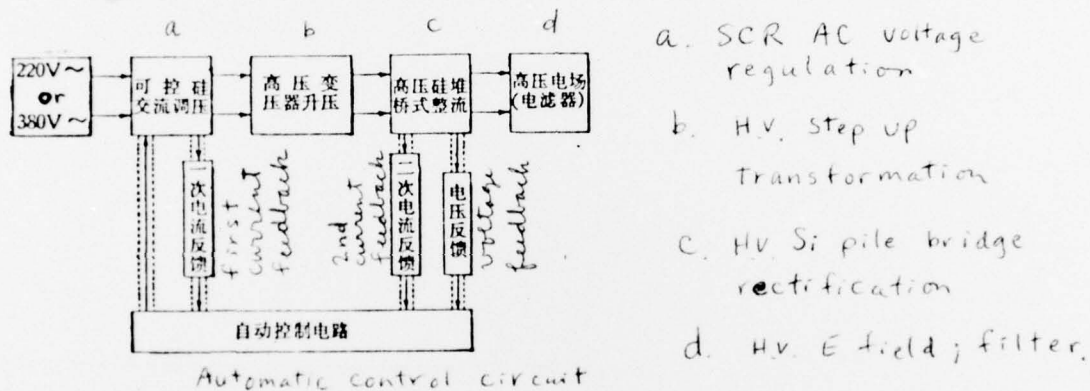 a
b
c
d
220V～
or
380V～
可控硅
交流调压
高压变
压器升压
高压硅堆
桥式整流
高压电场
(电滤器)
一次电流反馈
first
current
feedback
2nd
current
feedback
二次电流反馈
电压反馈
voltage
feedback
自动控制电路
Automatic control circuit
a. SCR AC voltage
regulation
b. H.V. Step up
transformation
c. HV Si pile bridge
rectification
d. H.V. E field; filter.